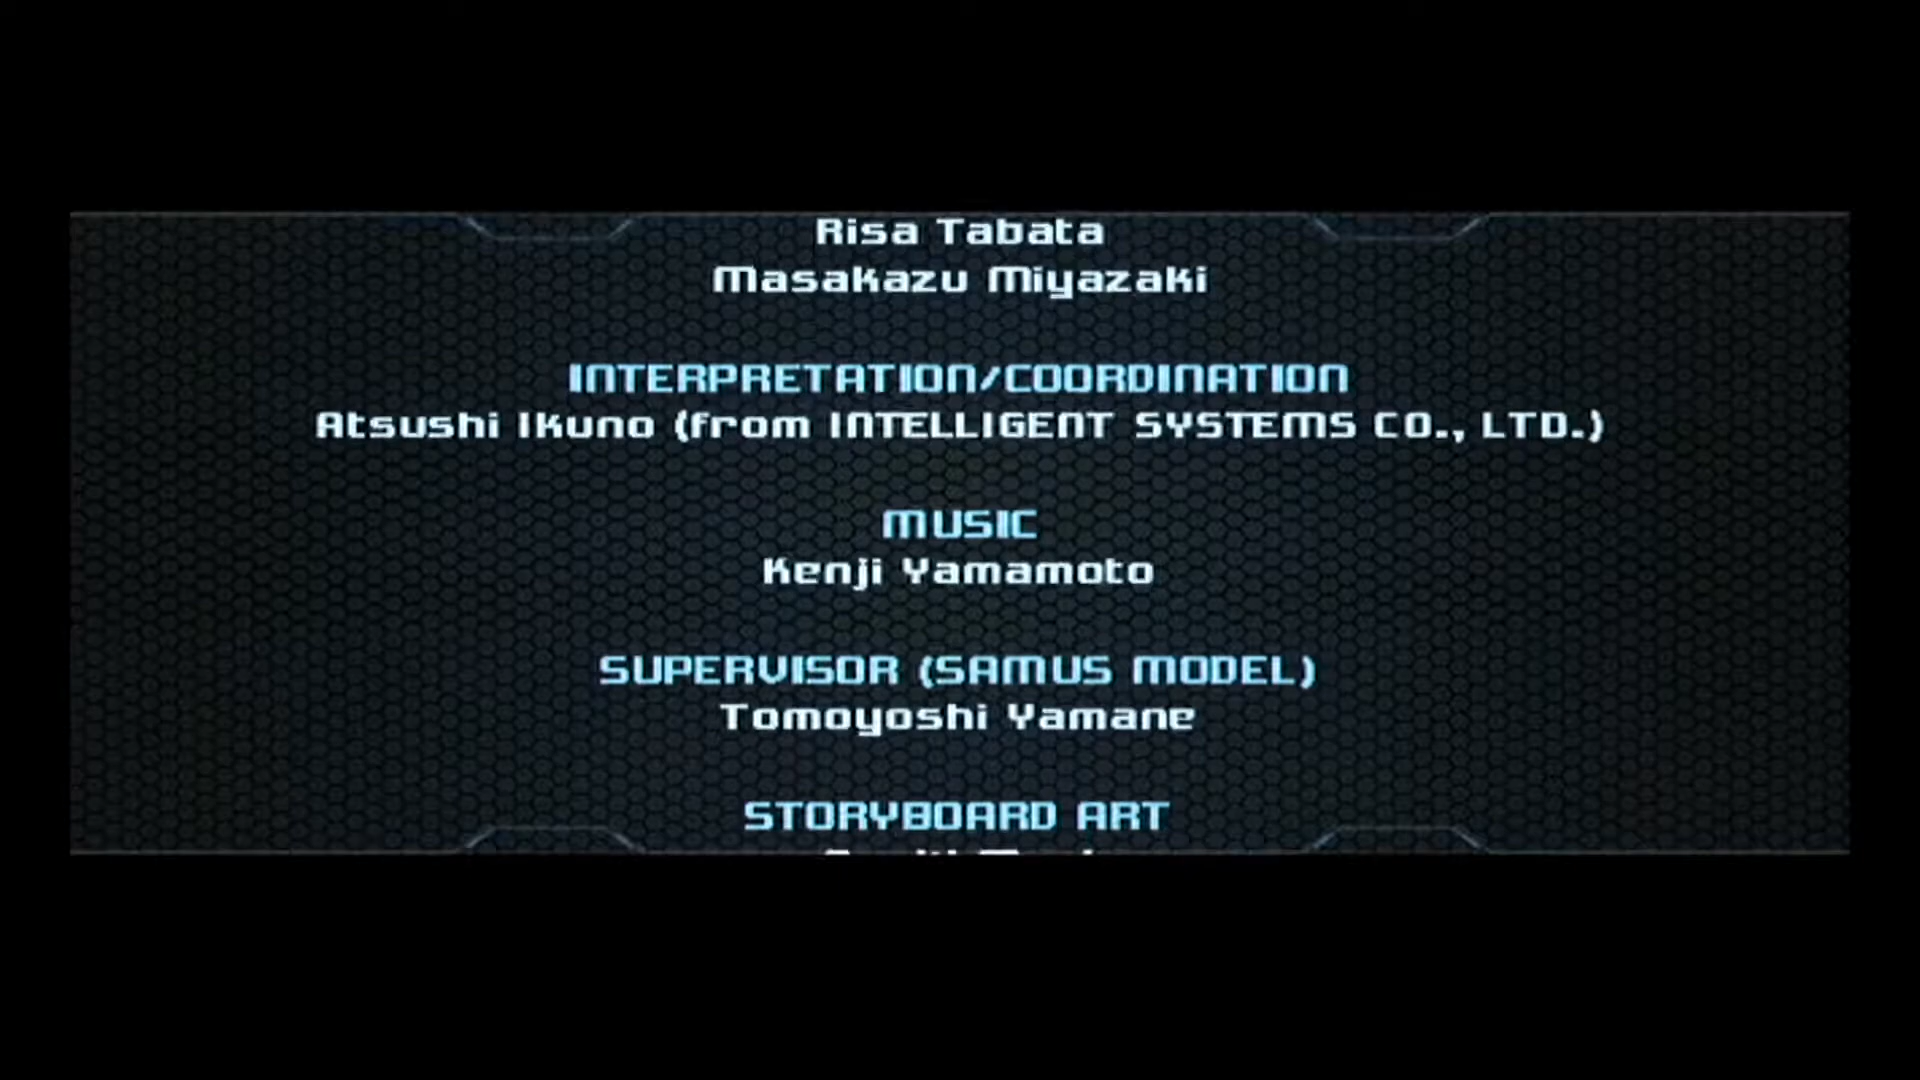 Risa Tabata
Masakazu Miyazaki
INTERPRETATION/COORDINATION
Atsushi Ikuno (from INTELLIGENT SYSTEMS CO., LTD.)
MUSIC
Kenji Yamamoto
SUPERVISOR (SAMUS MODEL)
Tomoyoshi Yamane
STORYBOARD ART